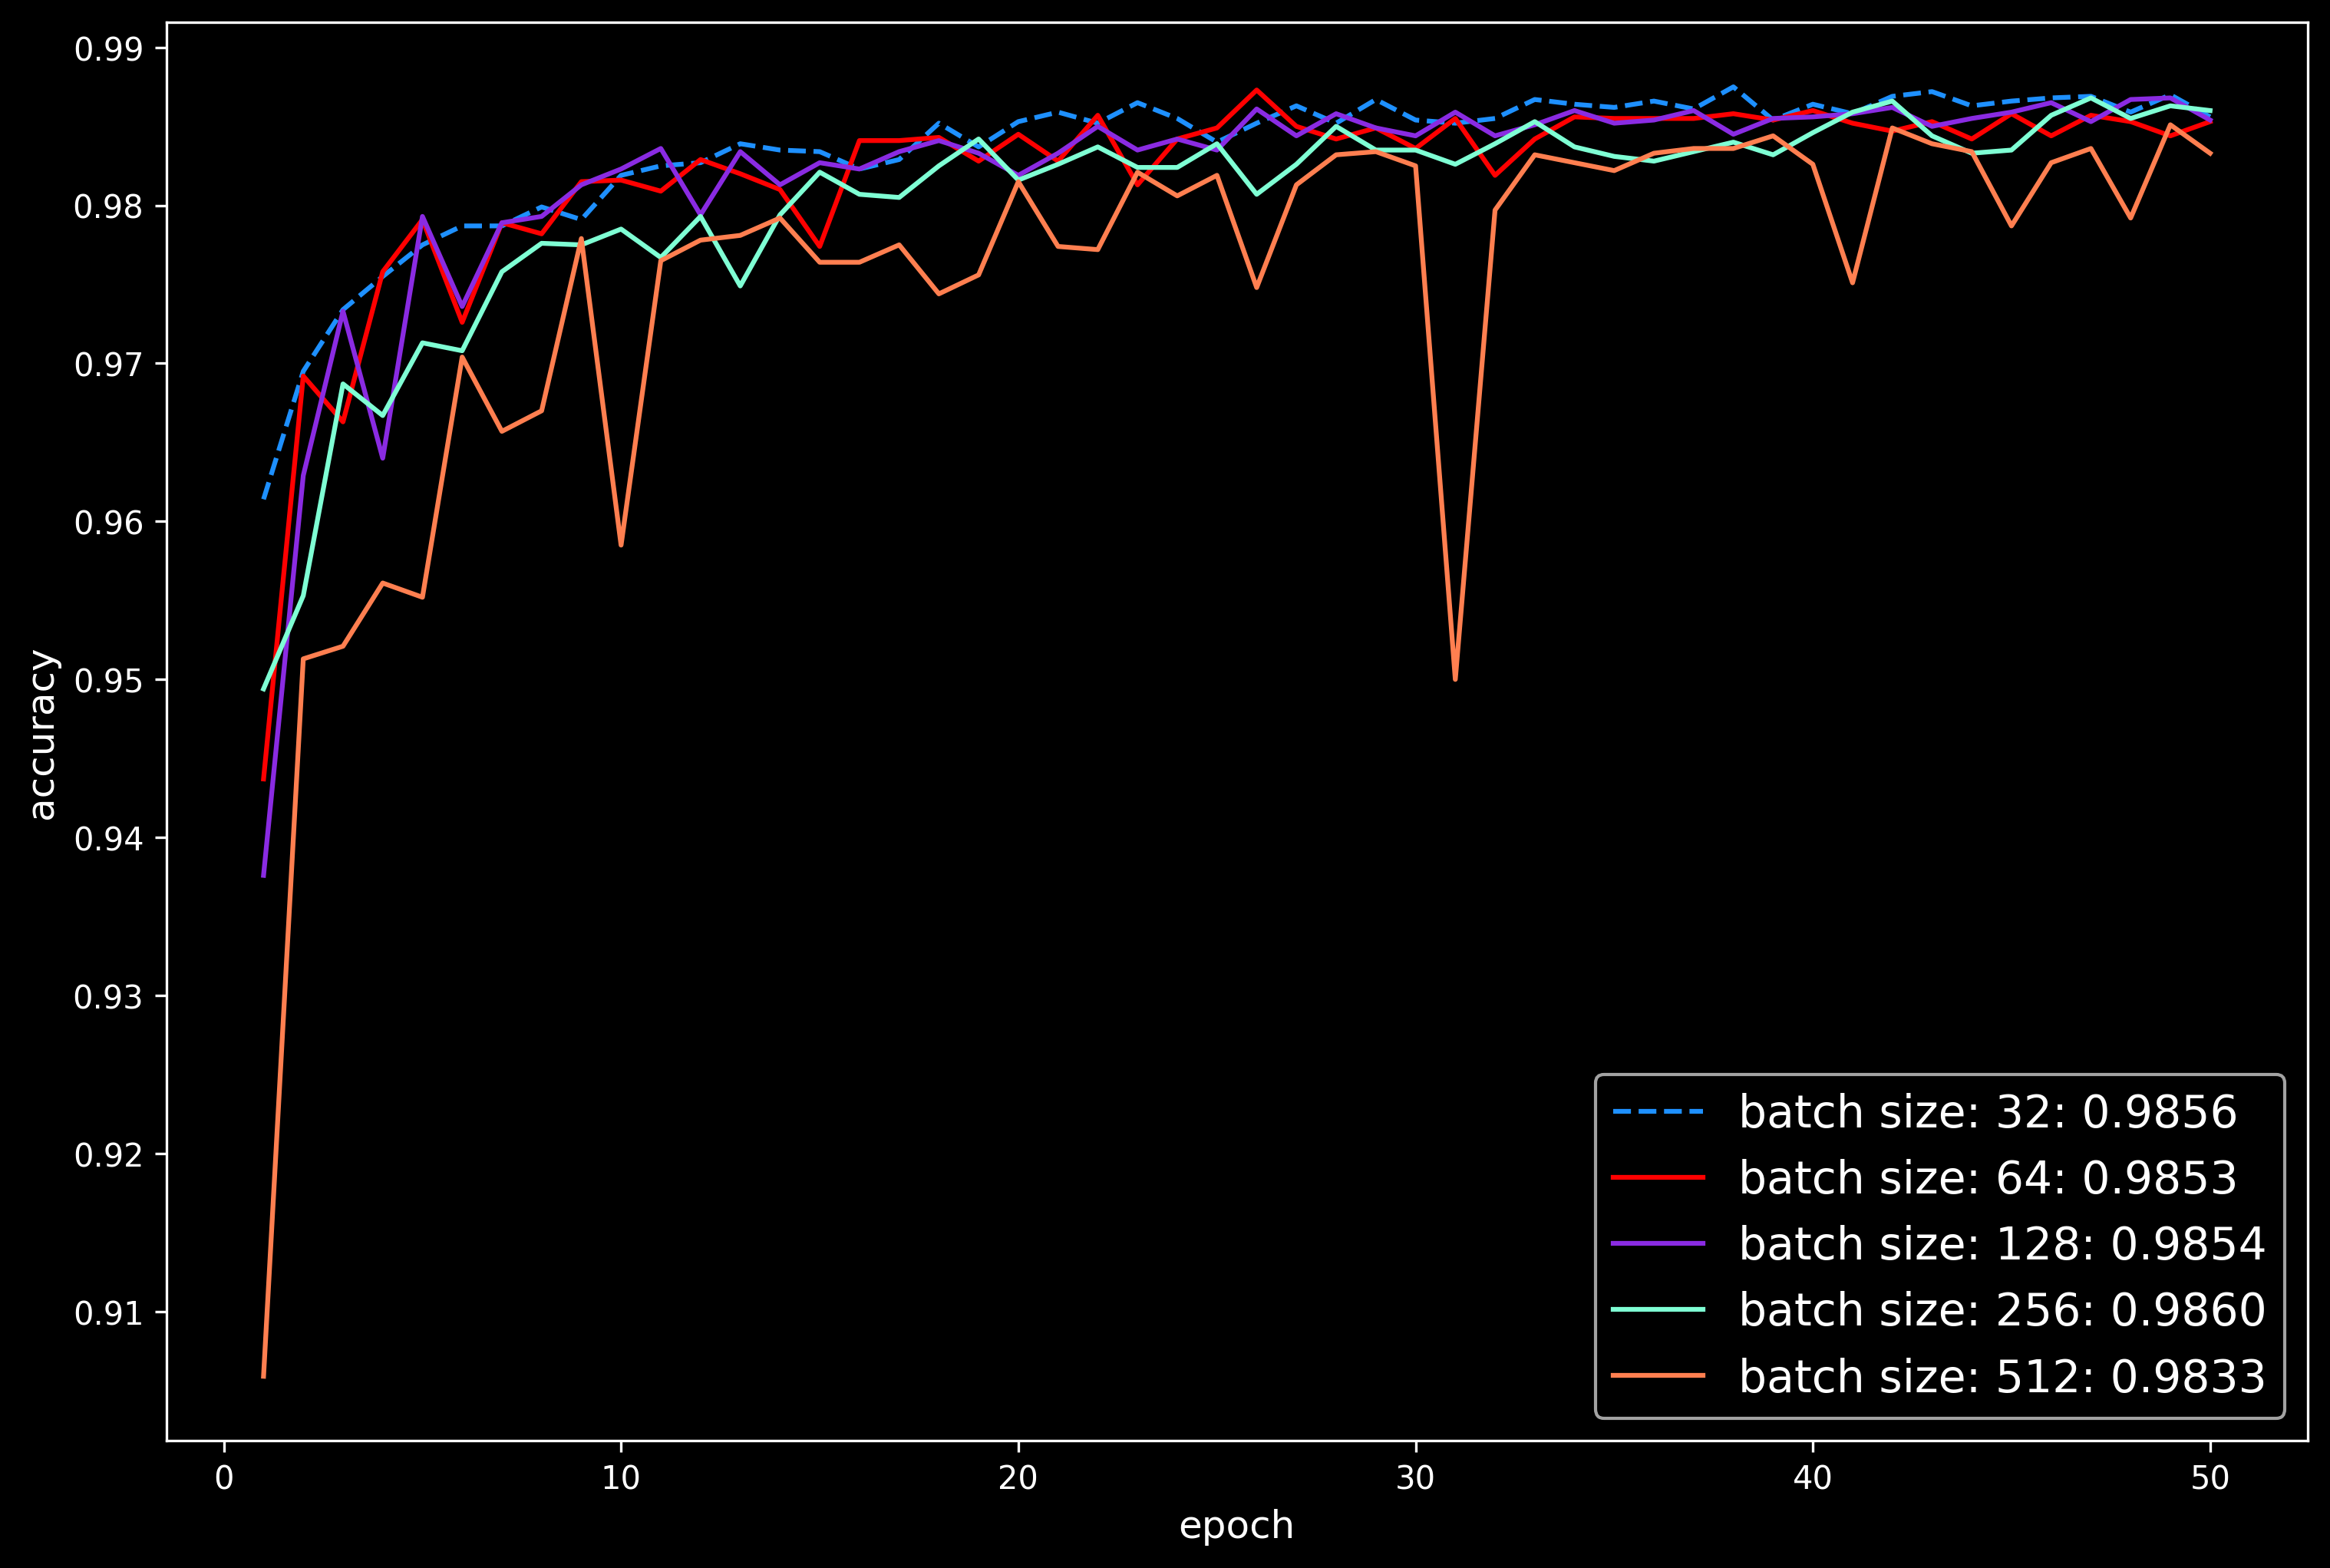 0.99
0.98
0.97
0.96
0.95
0.94
0.93
0.92
0.91
accuracy
batch size: 32: 0.9856
batch size: 64: 0.9853
batch size: 128: 0.9854
batch size: 256: 0.9860
batch size: 512: 0.9833
0 10 20 30 40 50
epoch